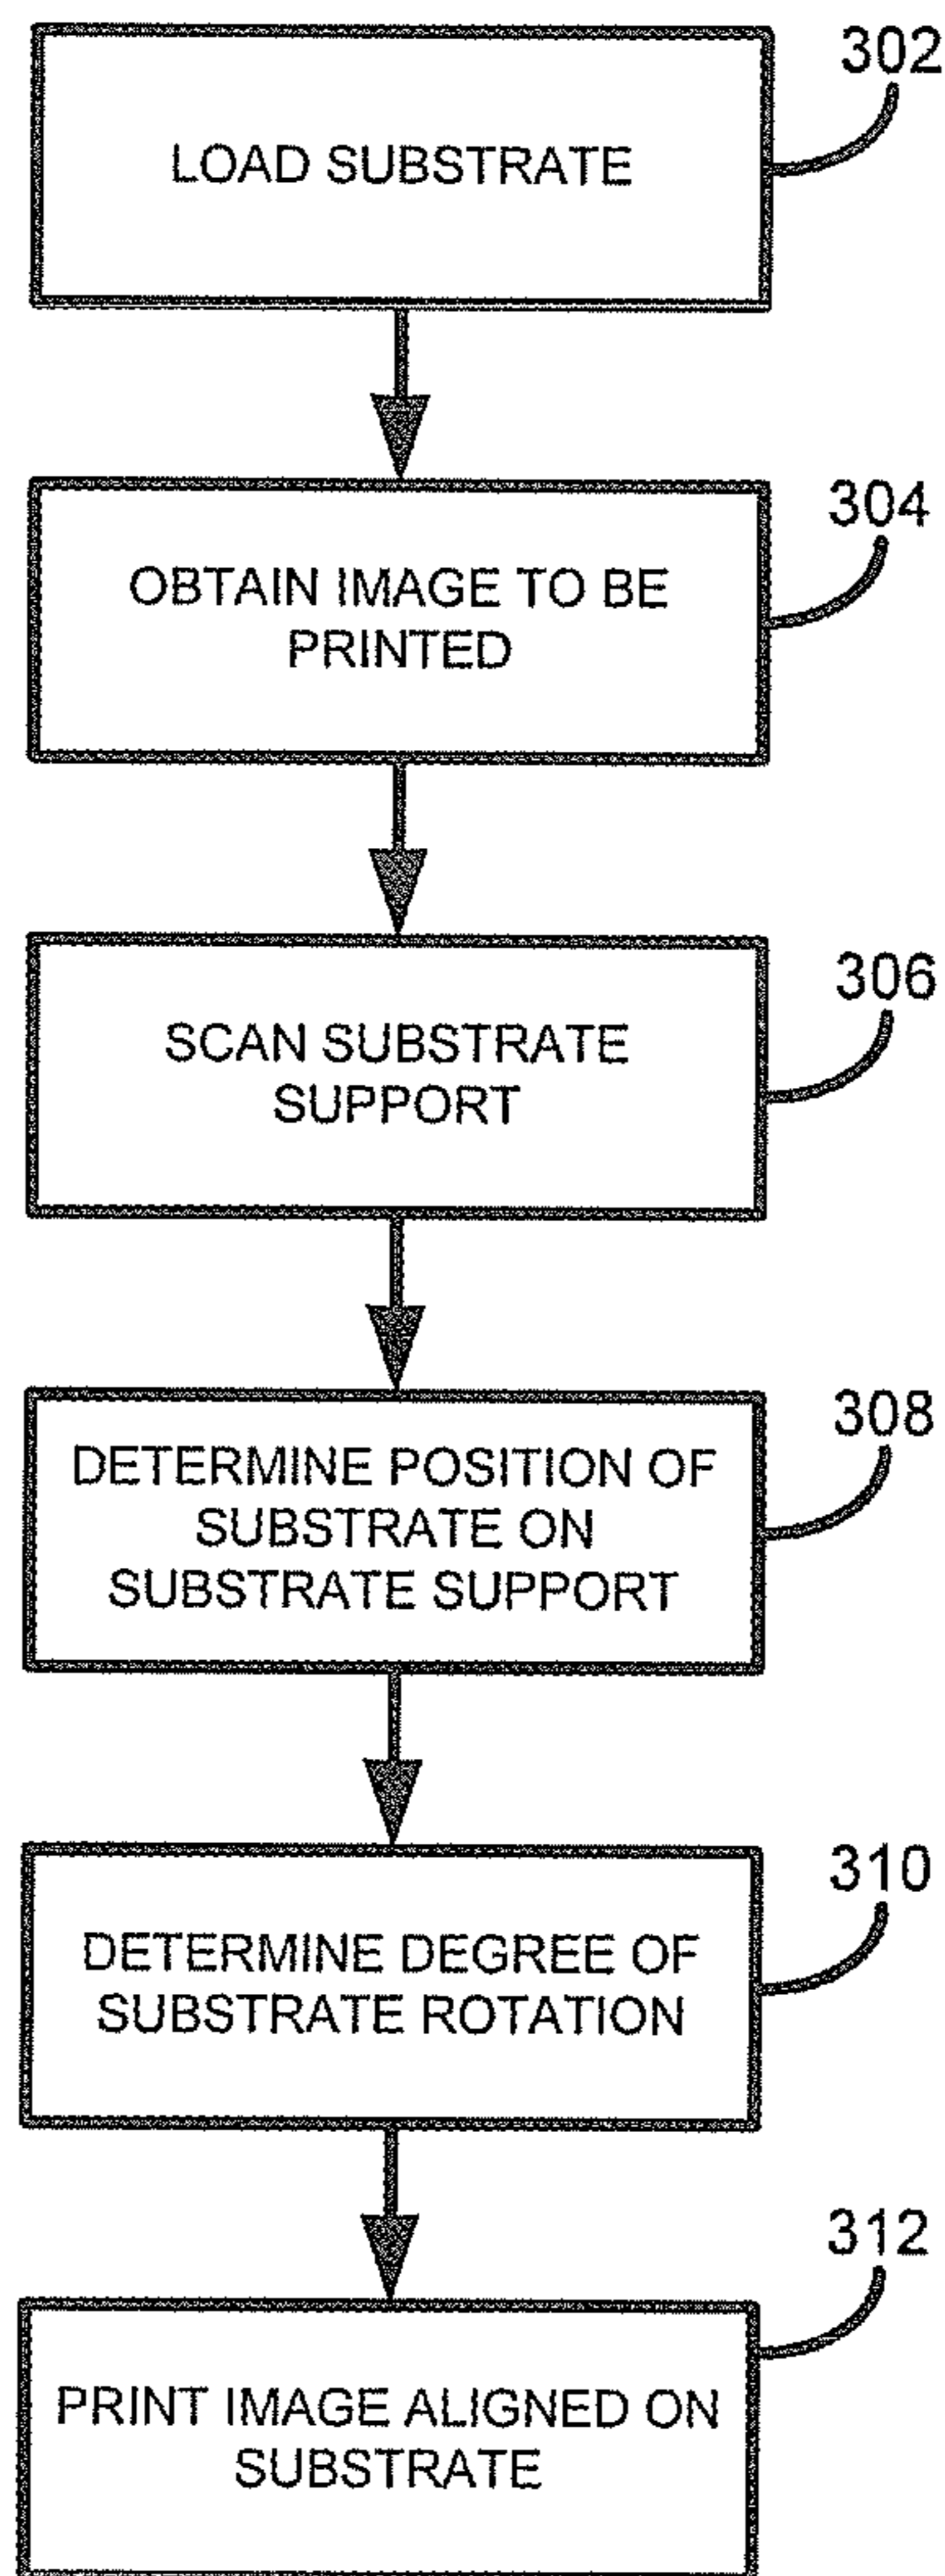 302
LOAD SUBSTRATE
304
OBTAIN IMAGE TO BE
PRINTED
306
SCAN SUBSTRATE
SUPPORT
308
DETERMINE POSITION OF
SUBSTRATE ON
SUBSTRATE SUPPORT
310
DETERMINE DEGREE OF
SUBSTRATE ROTATION
312
PRINT IMAGE ALIGNED ON
SUBSTRATE